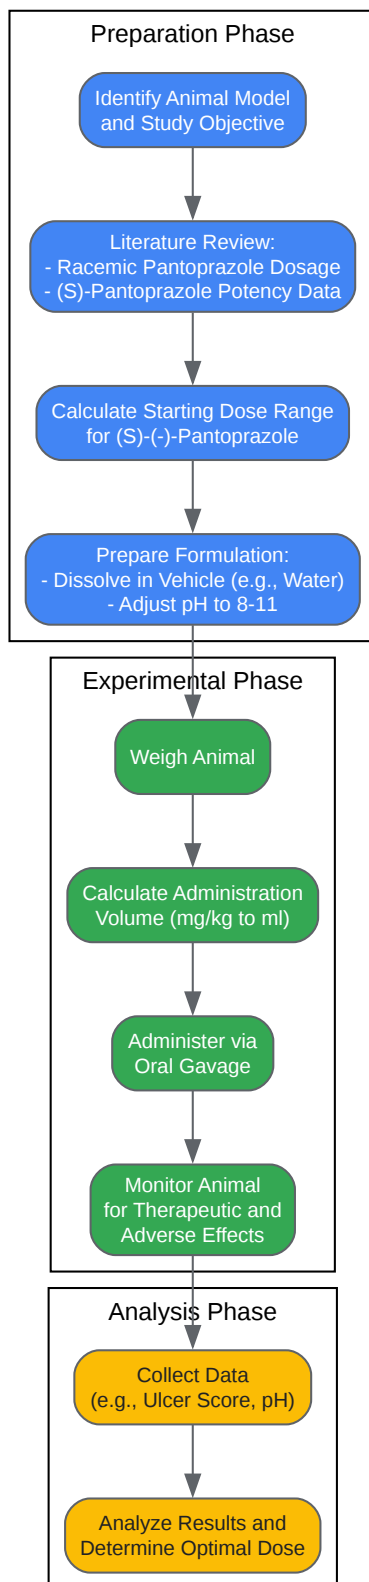 Preparation Phase
Identify Animal Model
and Study Objective
Literature Review:
- Racemic Pantoprazole Dosage
- (S)-Pantoprazole Potency Data
Calculate Starting Dose Range
for (S)-(-)-Pantoprazole
Prepare Formulation:
- Dissolve in Vehicle (e.g., Water)
- Adjust pH to 8-11
Experimental Phase
Weigh Animal
Calculate Administration
Volume (mg/kg to ml)
Administer via
Oral Gavage
Monitor Animal
for Therapeutic and
Adverse Effects
Analysis Phase
Collect Data
(e.g., Ulcer Score, pH)
Analyze Results and
Determine Optimal Dose